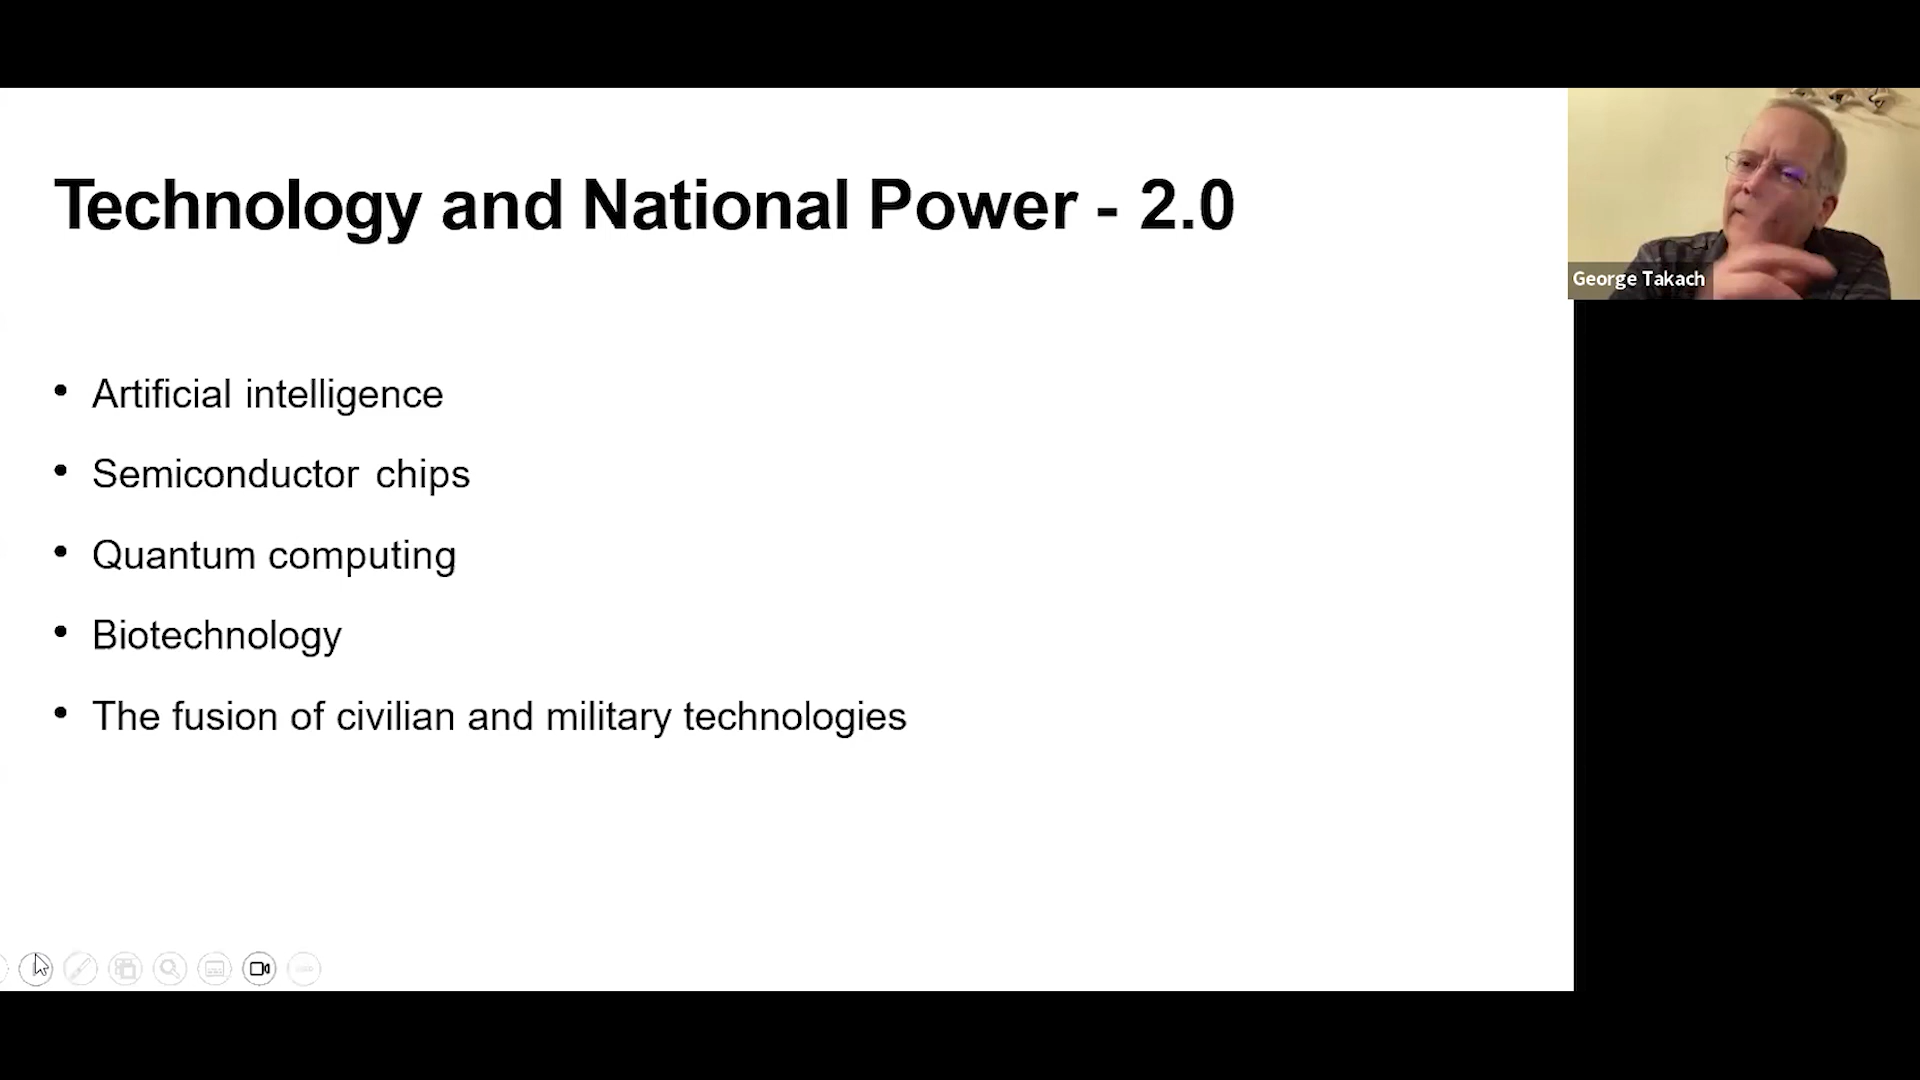 Technology and National Power - 2.0
George Takach
Artificial intelligence
Semiconductor chips
Quantum computing
Biotechnology
The fusion of civilian and military technologies